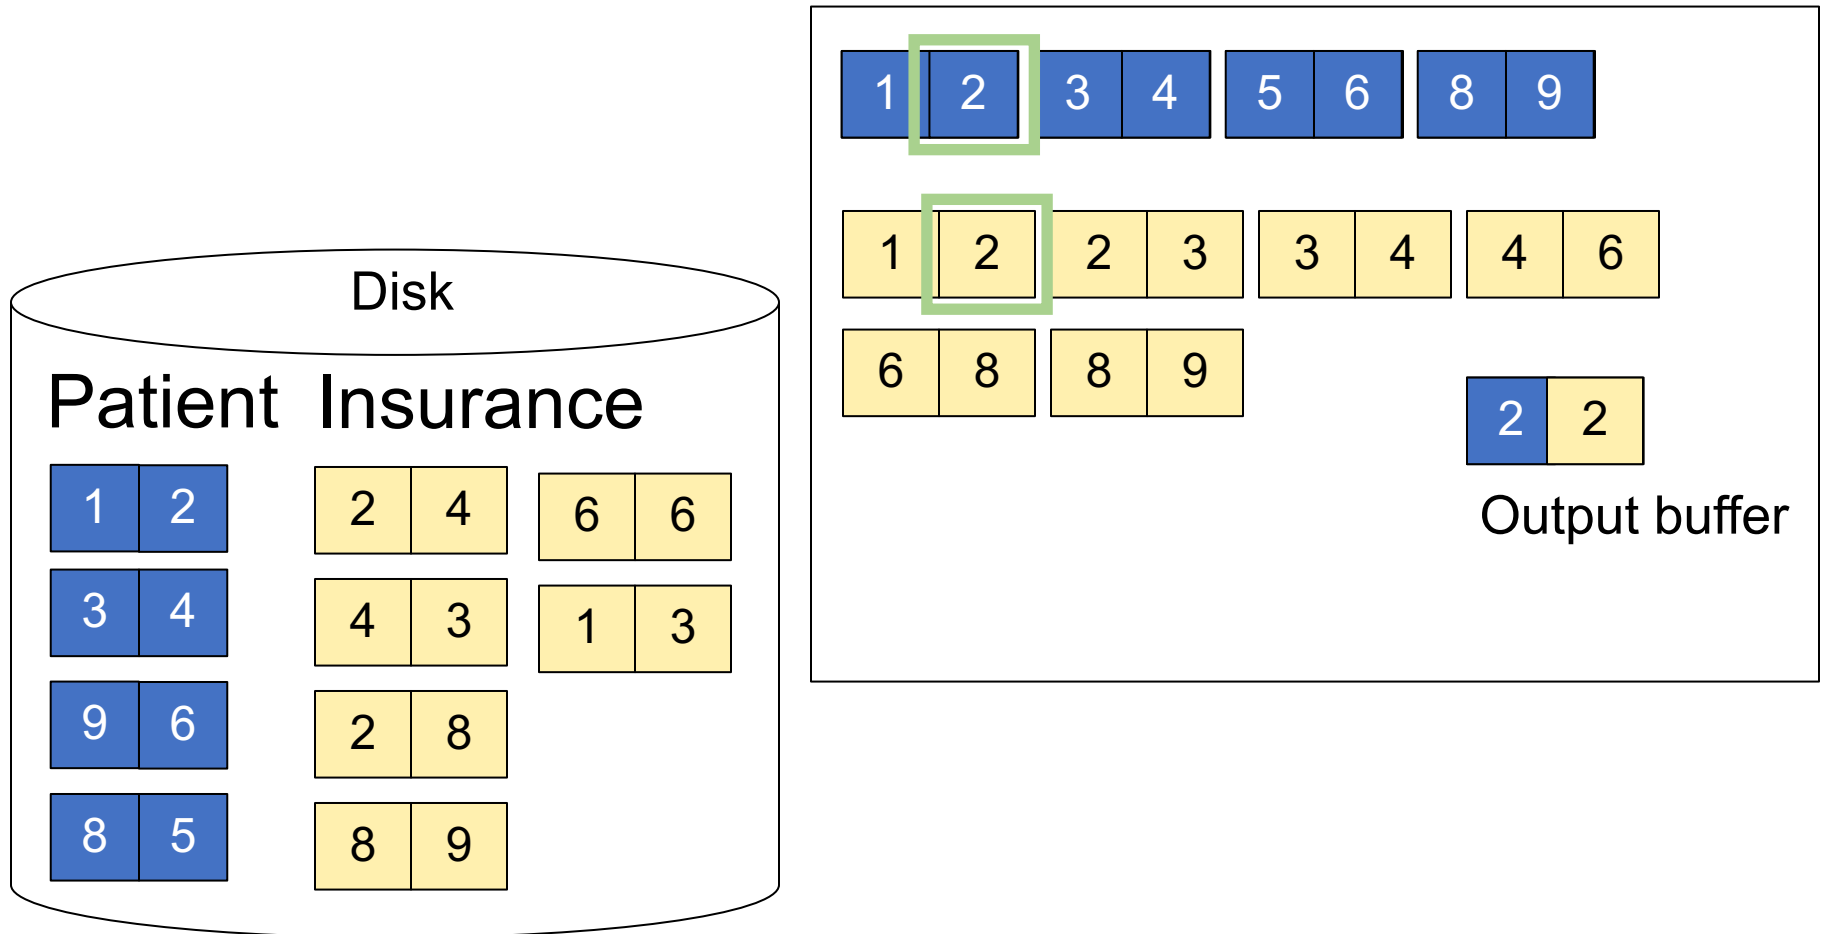 Disk
Patient Insurance
1 2
3 4
9 6
8 5
2 4
4 3
2 8
8 9
6 6
1 3
1 2 3 4 5 6 8 9
1 2 2 3 3 4 4 6
6 8 8 9
2 2
Output buffer